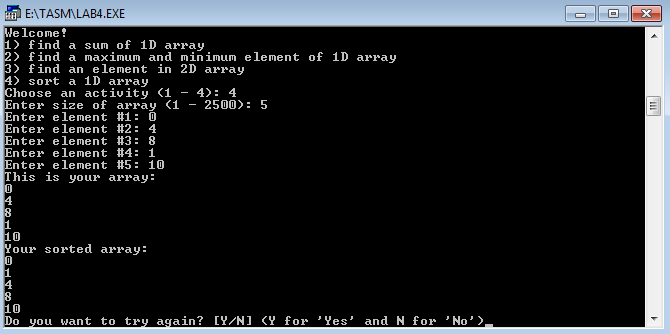 E:\TASM\LAB4.EXE
Welcome!
1) find a sum of 1D array
2) find a maximum and minimum element of 1D array
3) find an element in 2D array
4) sort a 1D array
Choose an activity (1 - 4): 4
Enter size of array (1 - 2500): 5
Enter element #1: 0
Enter element #2: 4
Enter element #3: 8
Enter element #4: 1
Enter element #5: 10
This is your array:
0
4
8
1
10
Your sorted array:
0
1
4
8
10
Do you want to try again? [Y/N] (Y for 'Yes' and N for 'No')_